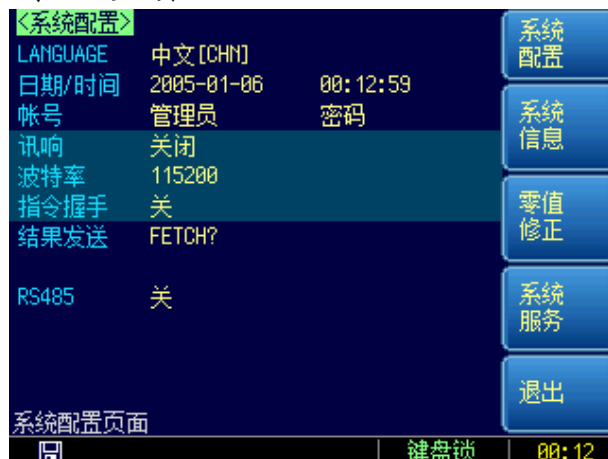 <系统配置>
LANGUAGE 中文[CHN]
日期/时间 2005-01-06 00:12:59
帐号 管理员 密码
讯响 关闭
波特率 115200
指令握手 关
结果发送 FETCH?
RS485 关
系统配置页面
系统
配置
系统
信息
零值
修正
系统
服务
退出
键盘锁 00:12